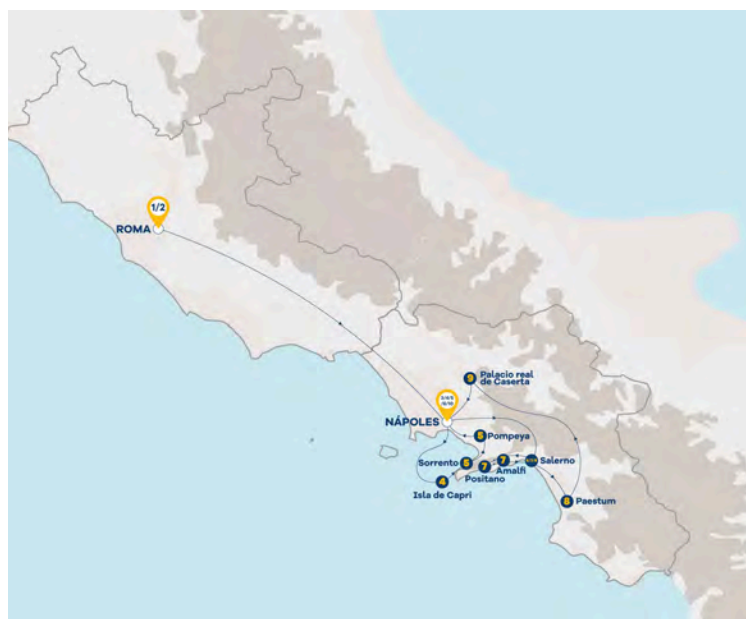 1/2
ROMA
9
Palacio real
de Caserta
NÁPOLES
5
Pompeya
Sorrento
5
7
7
Amalfi
Salerno
Positano
4
Isla de Capri
8
Paestum